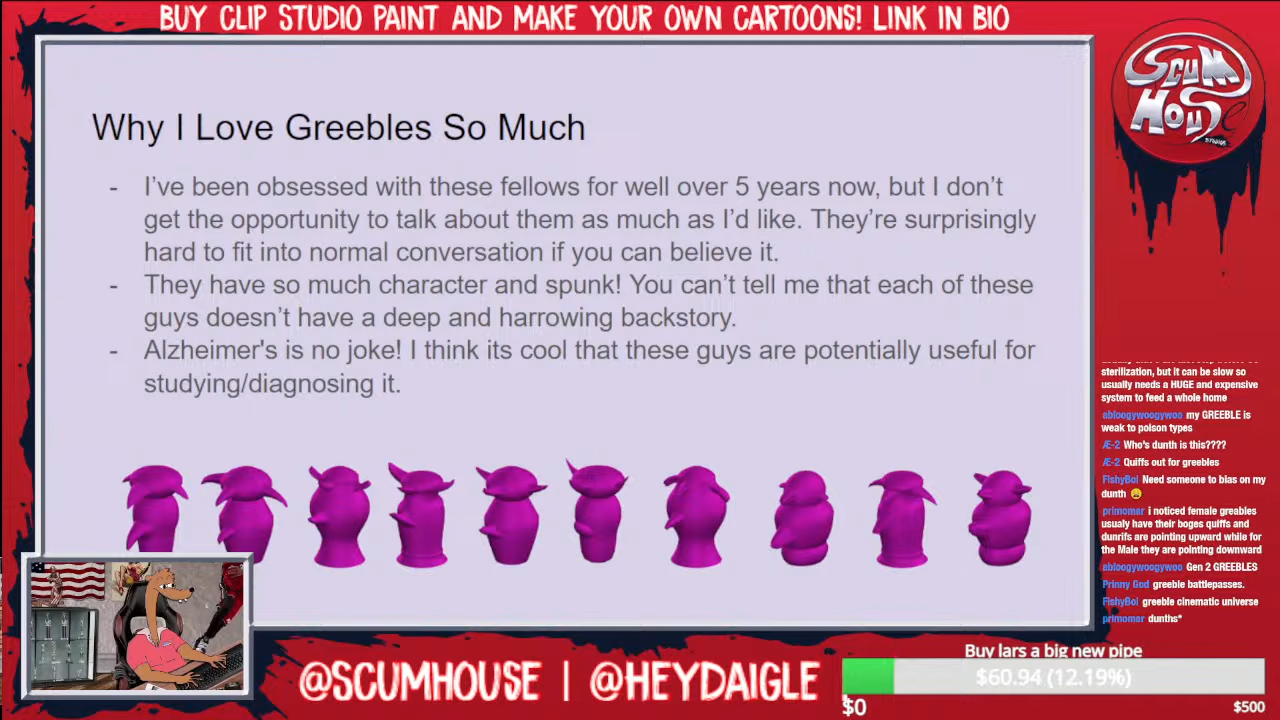 BUY CLIP STUDIO PAINT AND MAKE YOUR OWN CARTOONS! LINK IN BIO
SCUM
HOUSE
Why I Love Greebles So Much
- I've been obsessed with these fellows for well over 5 years now, but I don't
get the opportunity to talk about them as much as I'd like. They're surprisingly
hard to fit into normal conversation if you can believe it.
- They have so much character and spunk! You can't tell me that each of these
guys doesn't have a deep and harrowing backstory.
- Alzheimer's is no joke! I think its cool that these guys are potentially useful for
studying/diagnosing it.
sterilization, but it can be slow so
usually needs a HUGE and expensive
system to feed a whole home
abloogywoogywoo my GREEBLE is
weak to poison types
Æ-2 Who's dunth is this????
Æ-2 Quiffs out for greebles
FishyBoi Need someone to bias on my
dunth 😩
primomar i noticed female greebles
usualy have their boges quiffs and
dunrifs are pointing upward while for
the Male they are pointing downward
abloogywoogywoo Gen 2 GREEBLES
Prinny God greeble battlepasses.
FishyBoi greeble cinematic universe
primomar dunths*
@SCUMHOUSE | @HEYDAIGLE
Buy lars a big new pipe
$60.94 (12.19%)
$0
$500